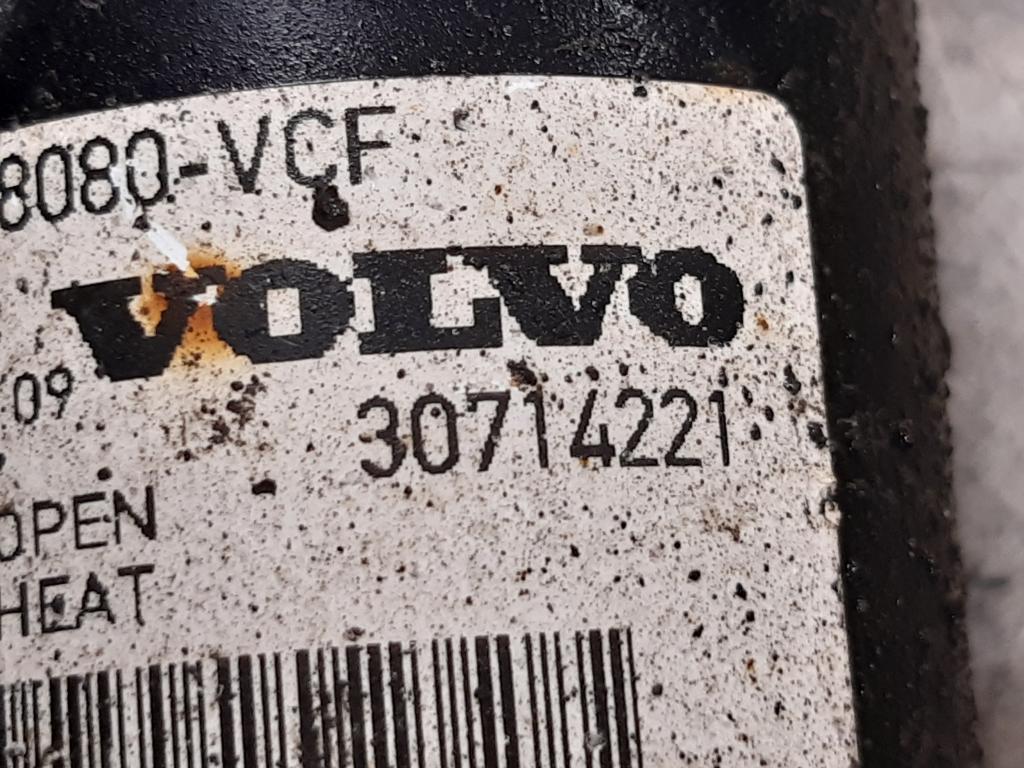 8080-VCF
VOLVO
09
30714221
OPEN
HEAT